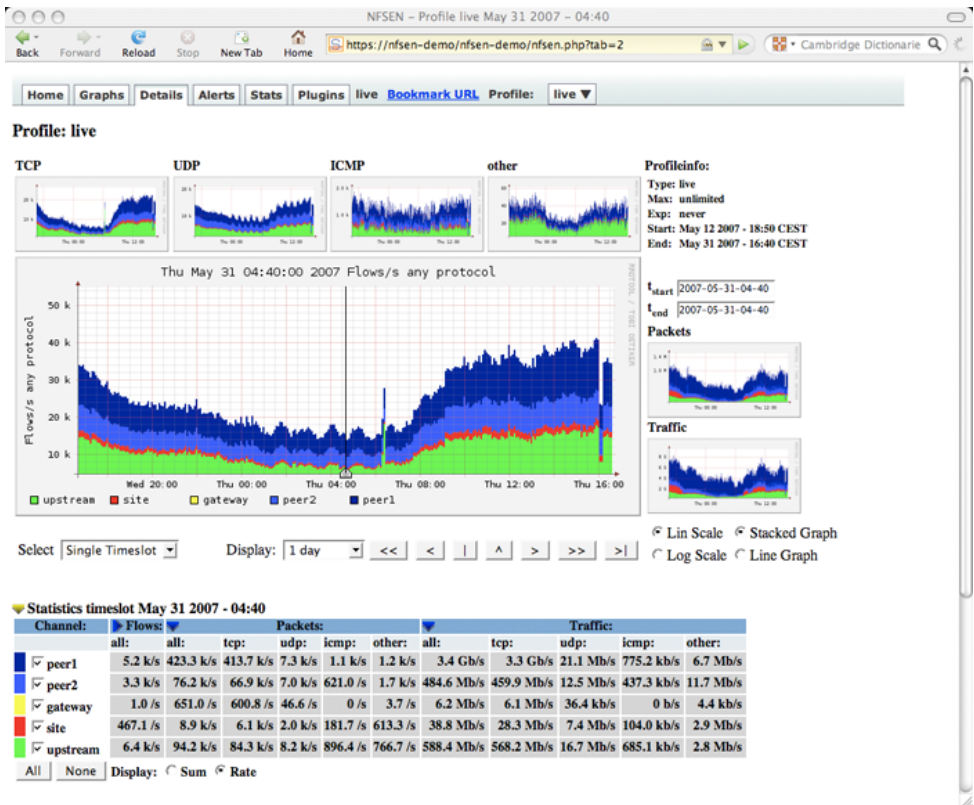 NFSEN – Profile live May 31 2007 – 04:40
Back Forward Reload Stop New Tab Home https://nfsen-demo/nfsen-demo/nfsen.php?tab=2 Cambridge Dictionarie
Home Graphs Details Alerts Stats Plugins live Bookmark URL Profile: live ▼
Profile: live
TCP UDP ICMP other Profileinfo:
Type: live
Max: unlimited
Exp: never
Start: May 12 2007 - 18:50 CEST
End: May 31 2007 - 16:40 CEST
Thu May 31 04:40:00 2007 Flows/s any protocol
RRDTOOL / TOBI OETIKER
Flows/s any protocol
50 k
40 k
30 k
20 k
10 k
Wed 20:00 Thu 00:00 Thu 04:00 Thu 08:00 Thu 12:00 Thu 16:00
upstream site gateway peer2 peer1
tstart 2007-05-31-04-40
tend 2007-05-31-04-40
Packets
Traffic
Lin Scale Stacked Graph
Log Scale Line Graph
Select Single Timeslot Display: 1 day << < | ^ > >> >|
Statistics timeslot May 31 2007 - 04:40
Channel: Flows: Packets: Traffic:
all: all: tcp: udp: icmp: other: all: tcp: udp: icmp: other:
peer1 5.2 k/s 423.3 k/s 413.7 k/s 7.3 k/s 1.1 k/s 1.2 k/s 3.4 Gb/s 3.3 Gb/s 21.1 Mb/s 775.2 kb/s 6.7 Mb/s
peer2 3.3 k/s 76.2 k/s 66.9 k/s 7.0 k/s 621.0 /s 1.7 k/s 484.6 Mb/s 459.9 Mb/s 12.5 Mb/s 437.3 kb/s 11.7 Mb/s
gateway 1.0 /s 651.0 /s 600.8 /s 46.6 /s 0 /s 3.7 /s 6.2 Mb/s 6.1 Mb/s 36.4 kb/s 0 b/s 4.4 kb/s
site 467.1 /s 8.9 k/s 6.1 k/s 2.0 k/s 181.7 /s 613.3 /s 38.8 Mb/s 28.3 Mb/s 7.4 Mb/s 104.0 kb/s 2.9 Mb/s
upstream 6.4 k/s 94.2 k/s 84.3 k/s 8.2 k/s 896.4 /s 766.7 /s 588.4 Mb/s 568.2 Mb/s 16.7 Mb/s 685.1 kb/s 2.8 Mb/s
All None Display: Sum Rate